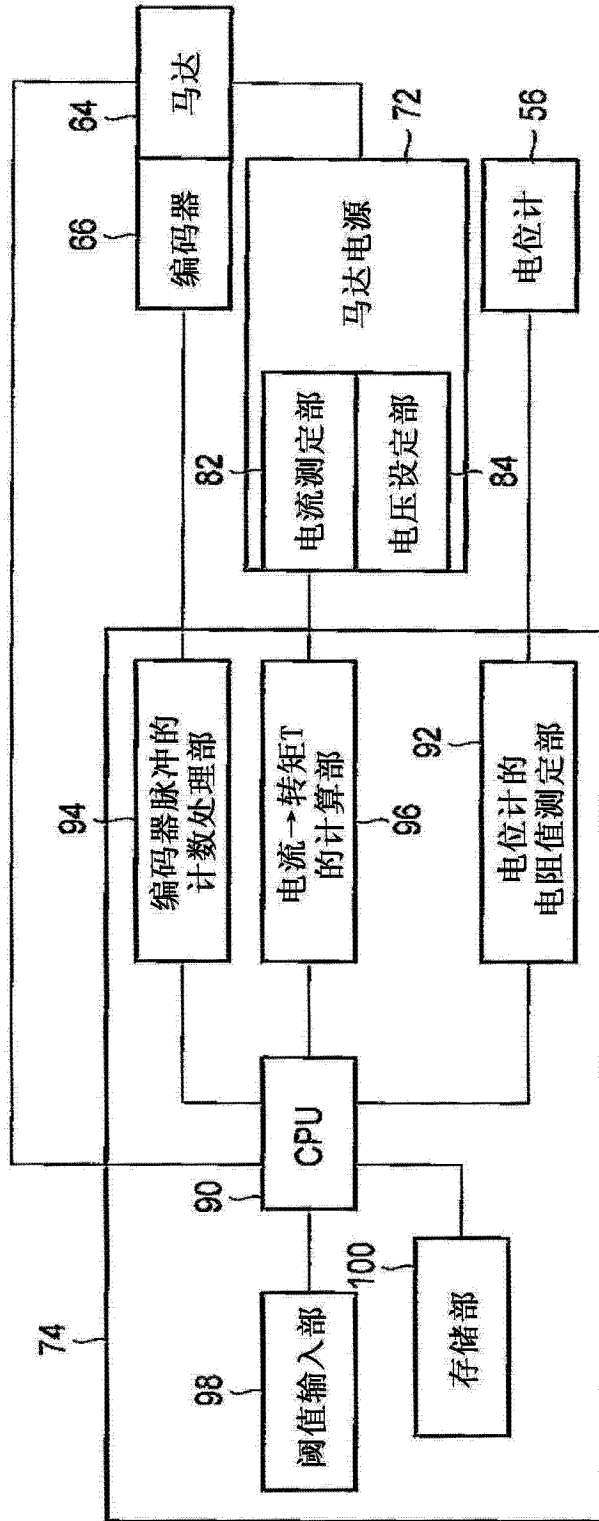 74
98
阈值输入部
100
存储部
90
CPU
94
编码器脉冲的
计数处理部
电流→转矩T
的计算部
96
92
电位计的
电阻值测定部
66
编码器
64
马达
82
电流测定部
电压设定部
84
马达电源
72
电位计
56